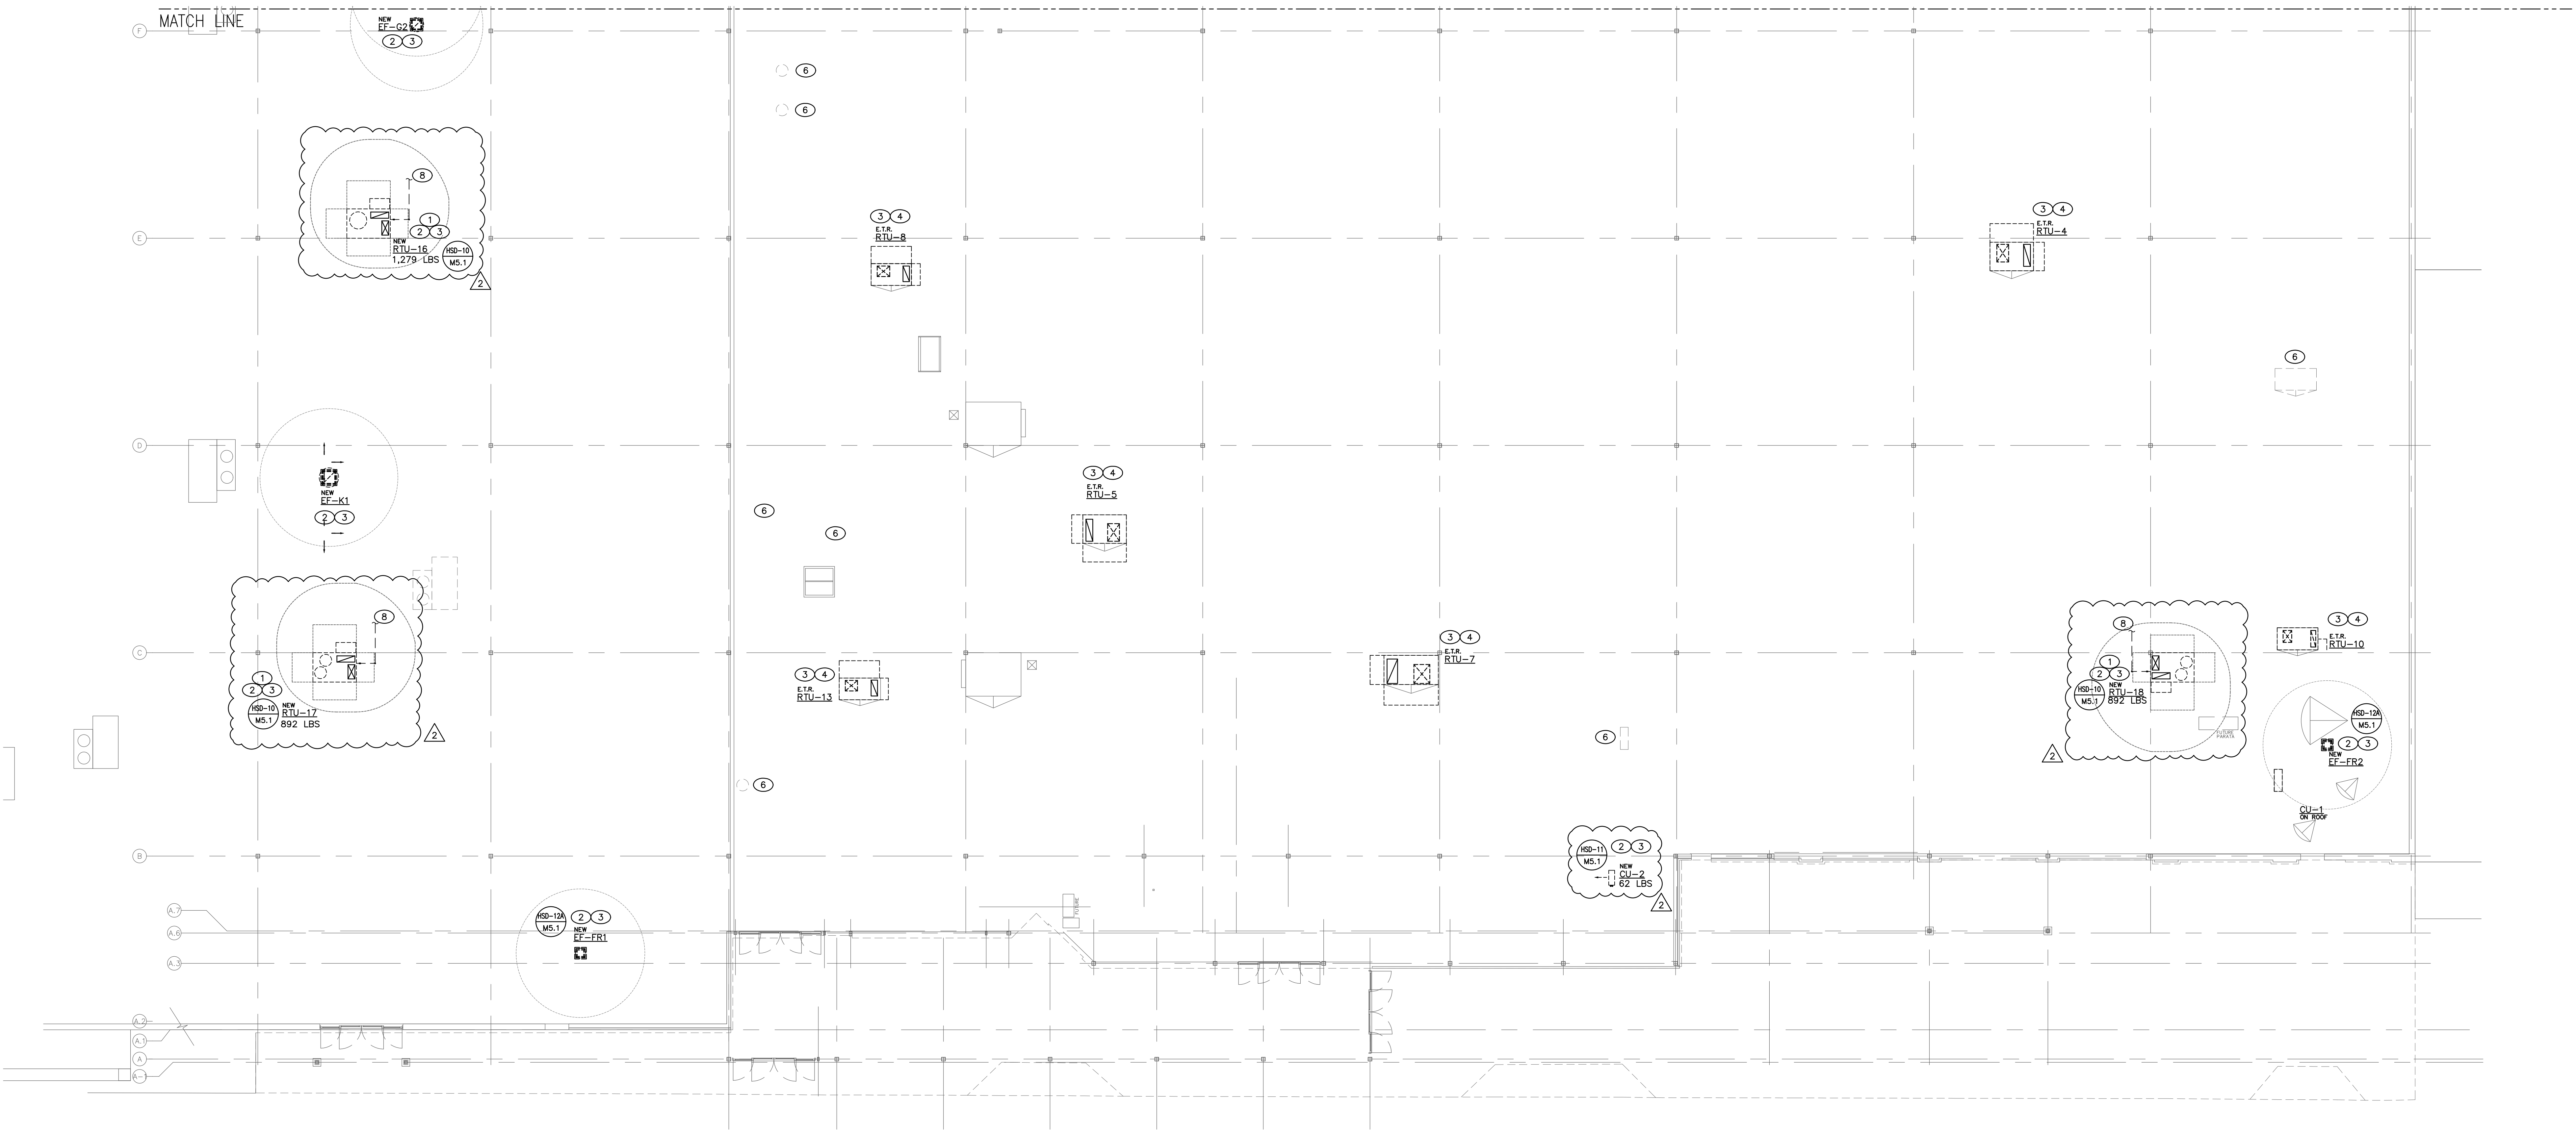 MATCH LINE
F
NEW
EF-G2
2 3
6
6
8
1
2 3
NEW
RTU-16
1,279 LBS
HSD-10
M5.1
2
E
3 4
E.T.R.
RTU-8
3 4
E.T.R.
RTU-4
6
D
NEW
EF-K1
2 3
3 4
E.T.R.
RTU-5
6
6
8
C
1
2 3
HSD-10
M5.1
NEW
RTU-17
892 LBS
2
3 4
E.T.R.
RTU-13
3 4
E.T.R.
RTU-7
6
8
1
2 3
HSD-10
M5.1
NEW
RTU-18
892 LBS
FUTURE
PARATA
2
3 4
E.T.R.
RTU-10
HSD-12A
M5.1
2 3
NEW
EF-FR2
CU-1
ON ROOF
6
B
HSD-11
M5.1
2 3
NEW
CU-2
62 LBS
2
A.7
HSD-12A
M5.1
2 3
NEW
EF-FR1
FUTURE
A.6
A.3
A.2
A.1
A
A-1